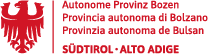 Autonome Provinz Bozen
Provincia autonoma di Bolzano
Provinzia autonoma de Bulsan
SÜDTIROL · ALTO ADIGE